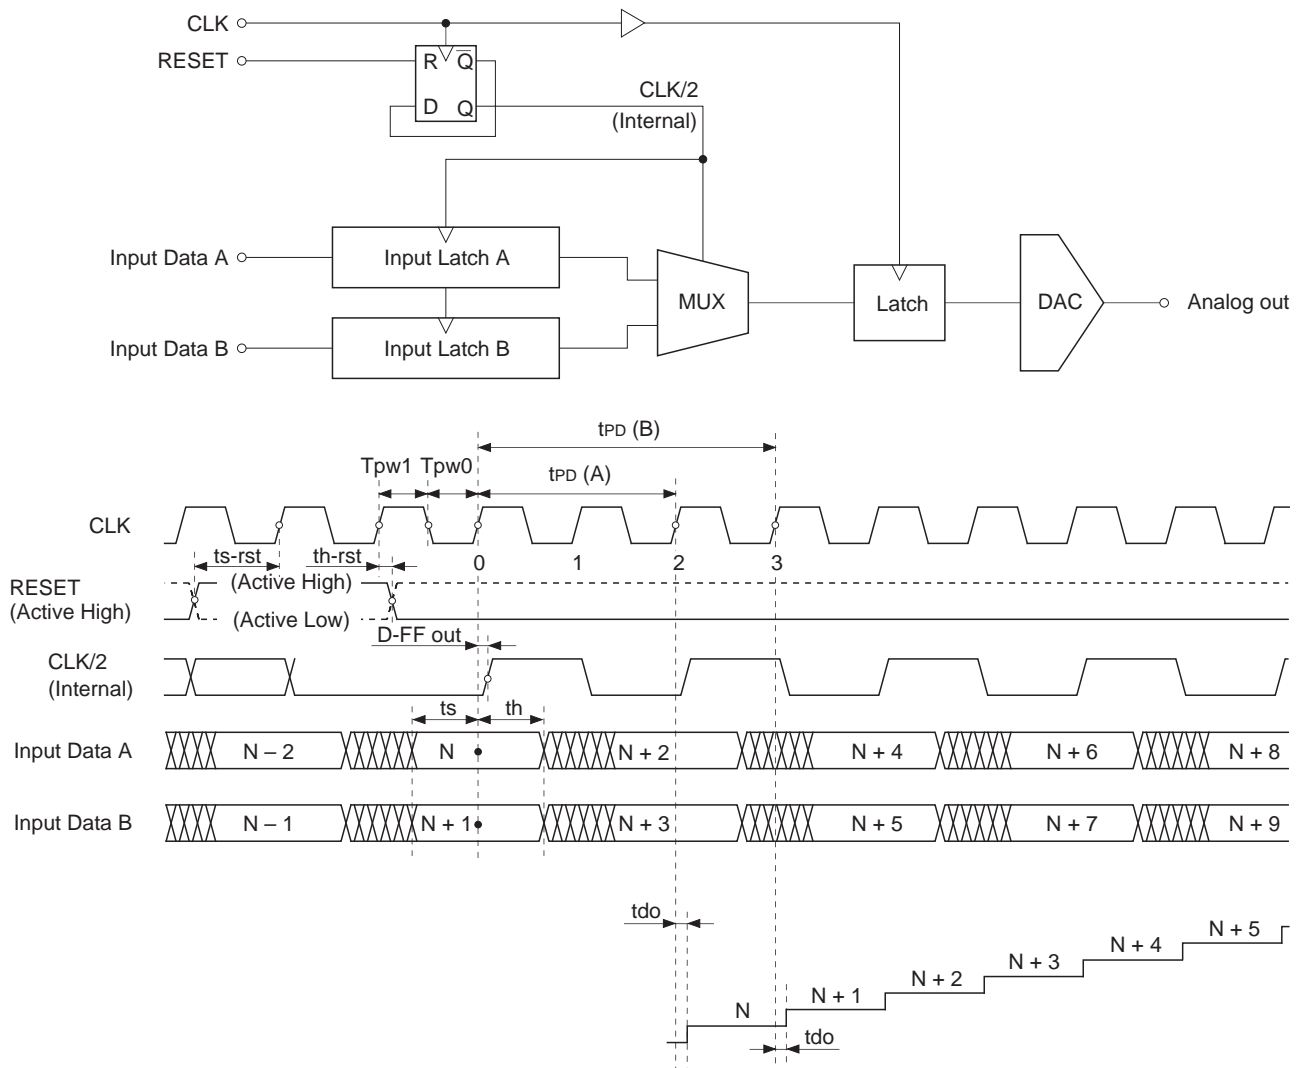 CLK
RESET
R Q
D Q
CLK/2
(Internal)
Input Data A
Input Latch A
Input Data B
Input Latch B
MUX
Latch
DAC
Analog out
tPD (B)
Tpw1 Tpw0
tPD (A)
CLK
ts-rst th-rst 0 1 2 3
RESET
(Active High)
(Active High)
(Active Low)
D-FF out
CLK/2
(Internal)
ts th
Input Data A N – 2 N N + 2 N + 4 N + 6 N + 8
Input Data B N – 1 N + 1 N + 3 N + 5 N + 7 N + 9
tdo
N N + 1 N + 2 N + 3 N + 4 N + 5
tdo